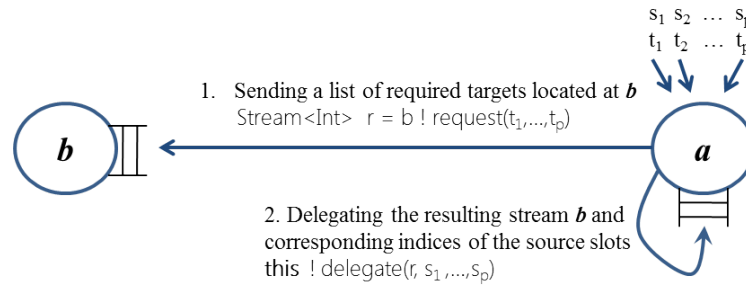 s₁ s₂ … s
t₁ t₂ … t
1. Sending a list of required targets located at b
Stream<Int> r = b ! request(t₁,...,tₚ)
b
a
2. Delegating the resulting stream b and
corresponding indices of the source slots
this ! delegate(r, s₁,...,sₚ)